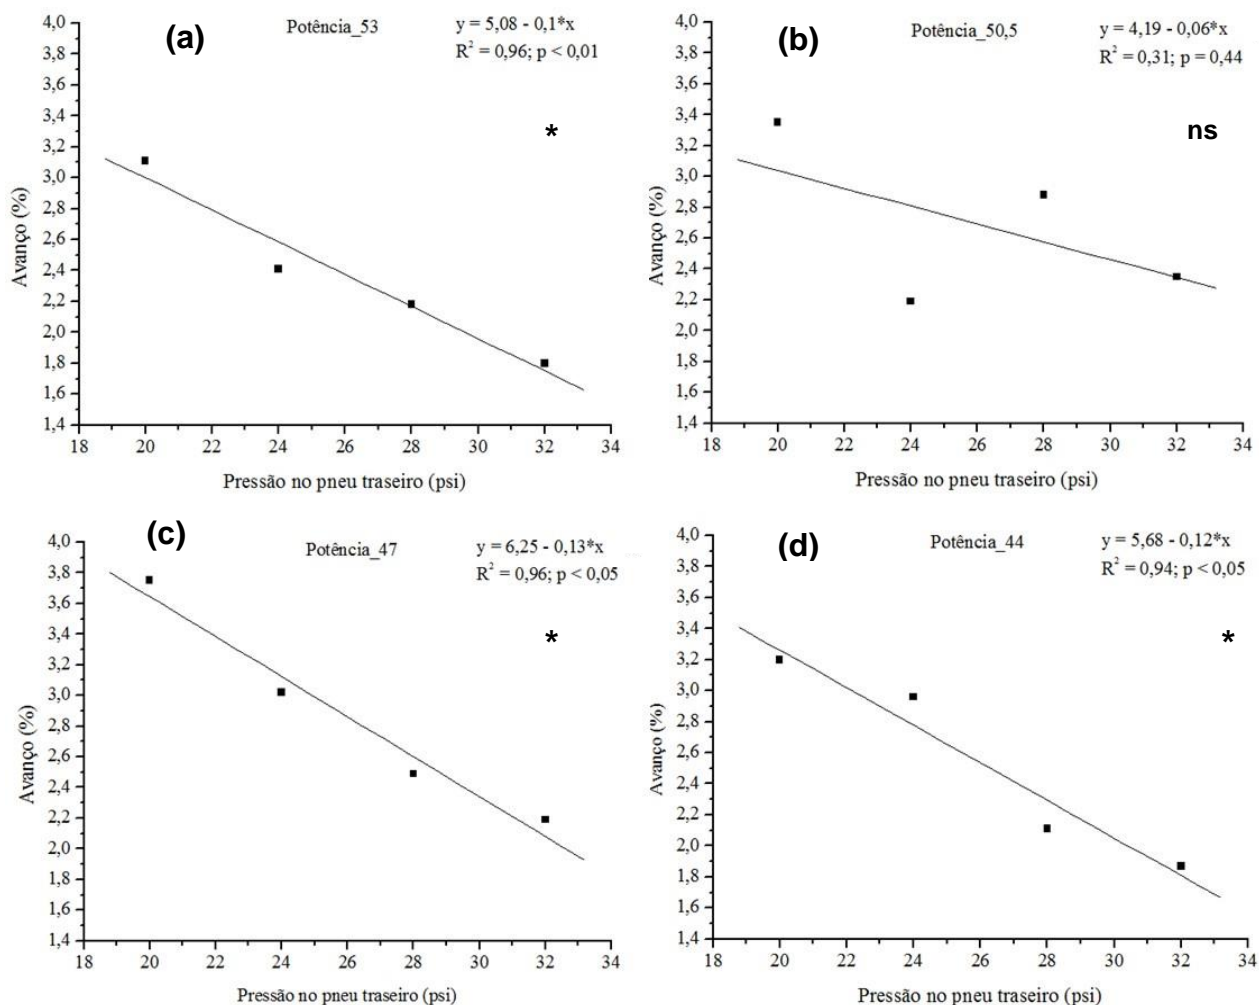 (a)
Potência_53
y = 5,08 - 0,1*x
R² = 0,96; p < 0,01
*
4,0
3,8
3,6
3,4
3,2
3,0
2,8
2,6
2,4
2,2
2,0
1,8
1,6
1,4
Avanço (%)
18 20 22 24 26 28 30 32 34
Pressão no pneu traseiro (psi)
(b)
Potência_50,5
y = 4,19 - 0,06*x
R² = 0,31; p = 0,44
ns
4,0
3,8
3,6
3,4
3,2
3,0
2,8
2,6
2,4
2,2
2,0
1,8
1,6
1,4
Avanço (%)
18 20 22 24 26 28 30 32 34
Pressão no pneu traseiro (psi)
(c)
Potência_47
y = 6,25 - 0,13*x
R² = 0,96; p < 0,05
*
4,0
3,8
3,6
3,4
3,2
3,0
2,8
2,6
2,4
2,2
2,0
1,8
1,6
1,4
Avanço (%)
18 20 22 24 26 28 30 32 34
Pressão no pneu traseiro (psi)
(d)
Potência_44
y = 5,68 - 0,12*x
R² = 0,94; p < 0,05
*
4,0
3,8
3,6
3,4
3,2
3,0
2,8
2,6
2,4
2,2
2,0
1,8
1,6
1,4
Avanço (%)
18 20 22 24 26 28 30 32 34
Pressão no pneu traseiro (psi)